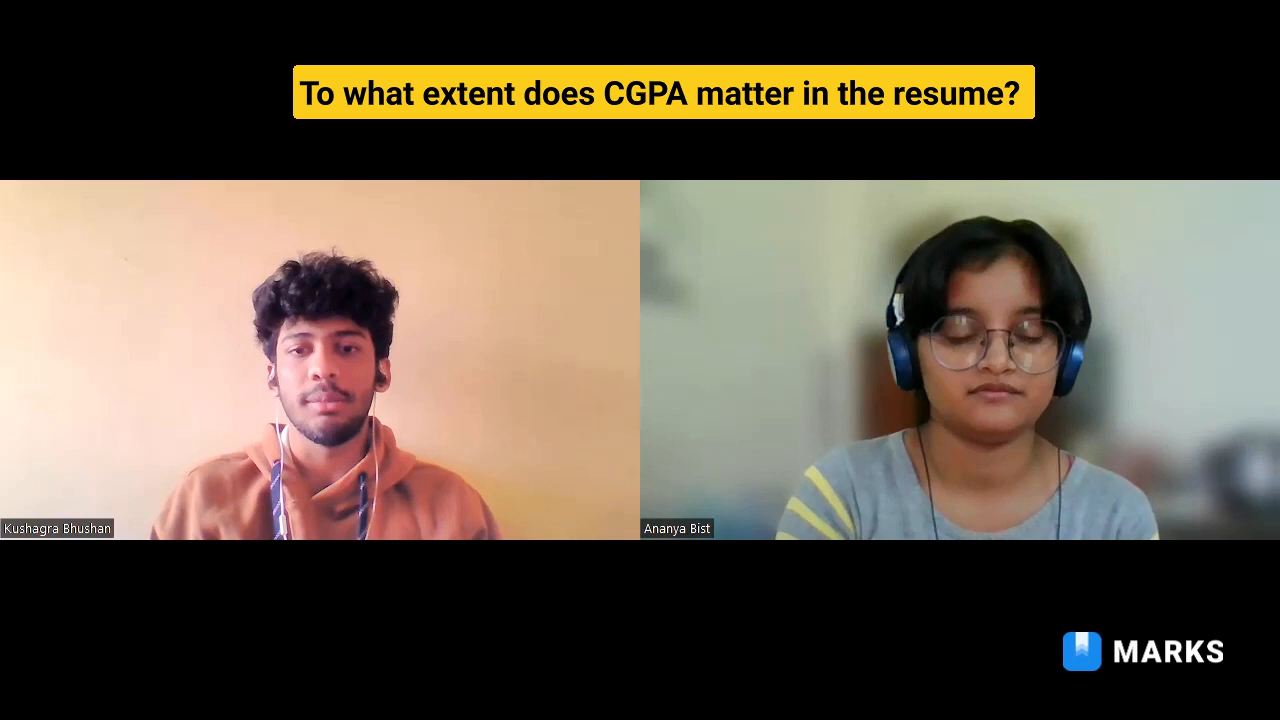 To what extent does CGPA matter in the resume?
Kushagra Bhushan
Ananya Bist
MARKS